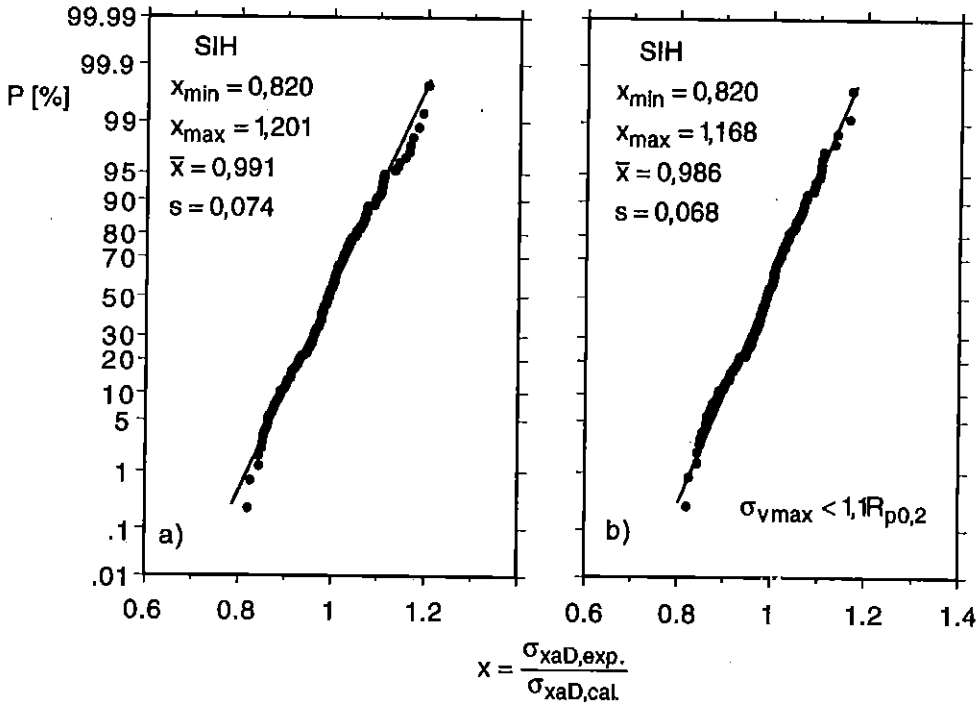 99.99
99.9
99
95
90
80
70
50
30
20
10
5
1
.1
.01
P [%]
SIH
x_min = 0,820
x_max = 1,201
x̄ = 0,991
s = 0,074
a)
0.6 0.8 1 1.2
SIH
x_min = 0,820
x_max = 1,168
x̄ = 0,986
s = 0,068
σ_vmax < 1,1R_p0,2
b)
0.6 0.8 1 1.2 1.4
x = σ_xaD,exp. / σ_xaD,cal.